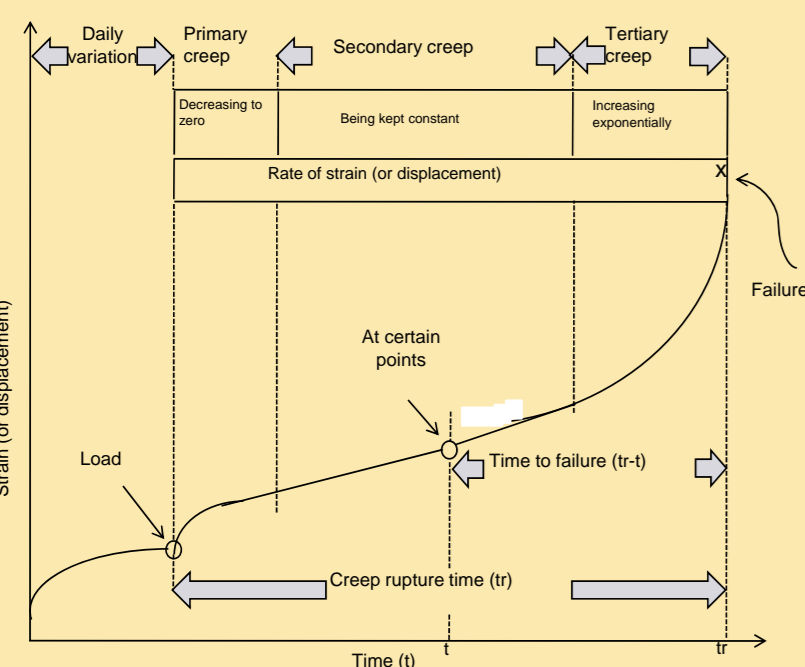 Daily
variation
Primary
creep
Secondary creep
Tertiary
creep
Decreasing to
zero
Being kept constant
Increasing
exponentially
Rate of strain (or displacement)
X
Failure
At certain
points
Load
Time to failure (tr-t)
Creep rupture time (tr)
Strain (or displacement)
t
tr
Time (t)